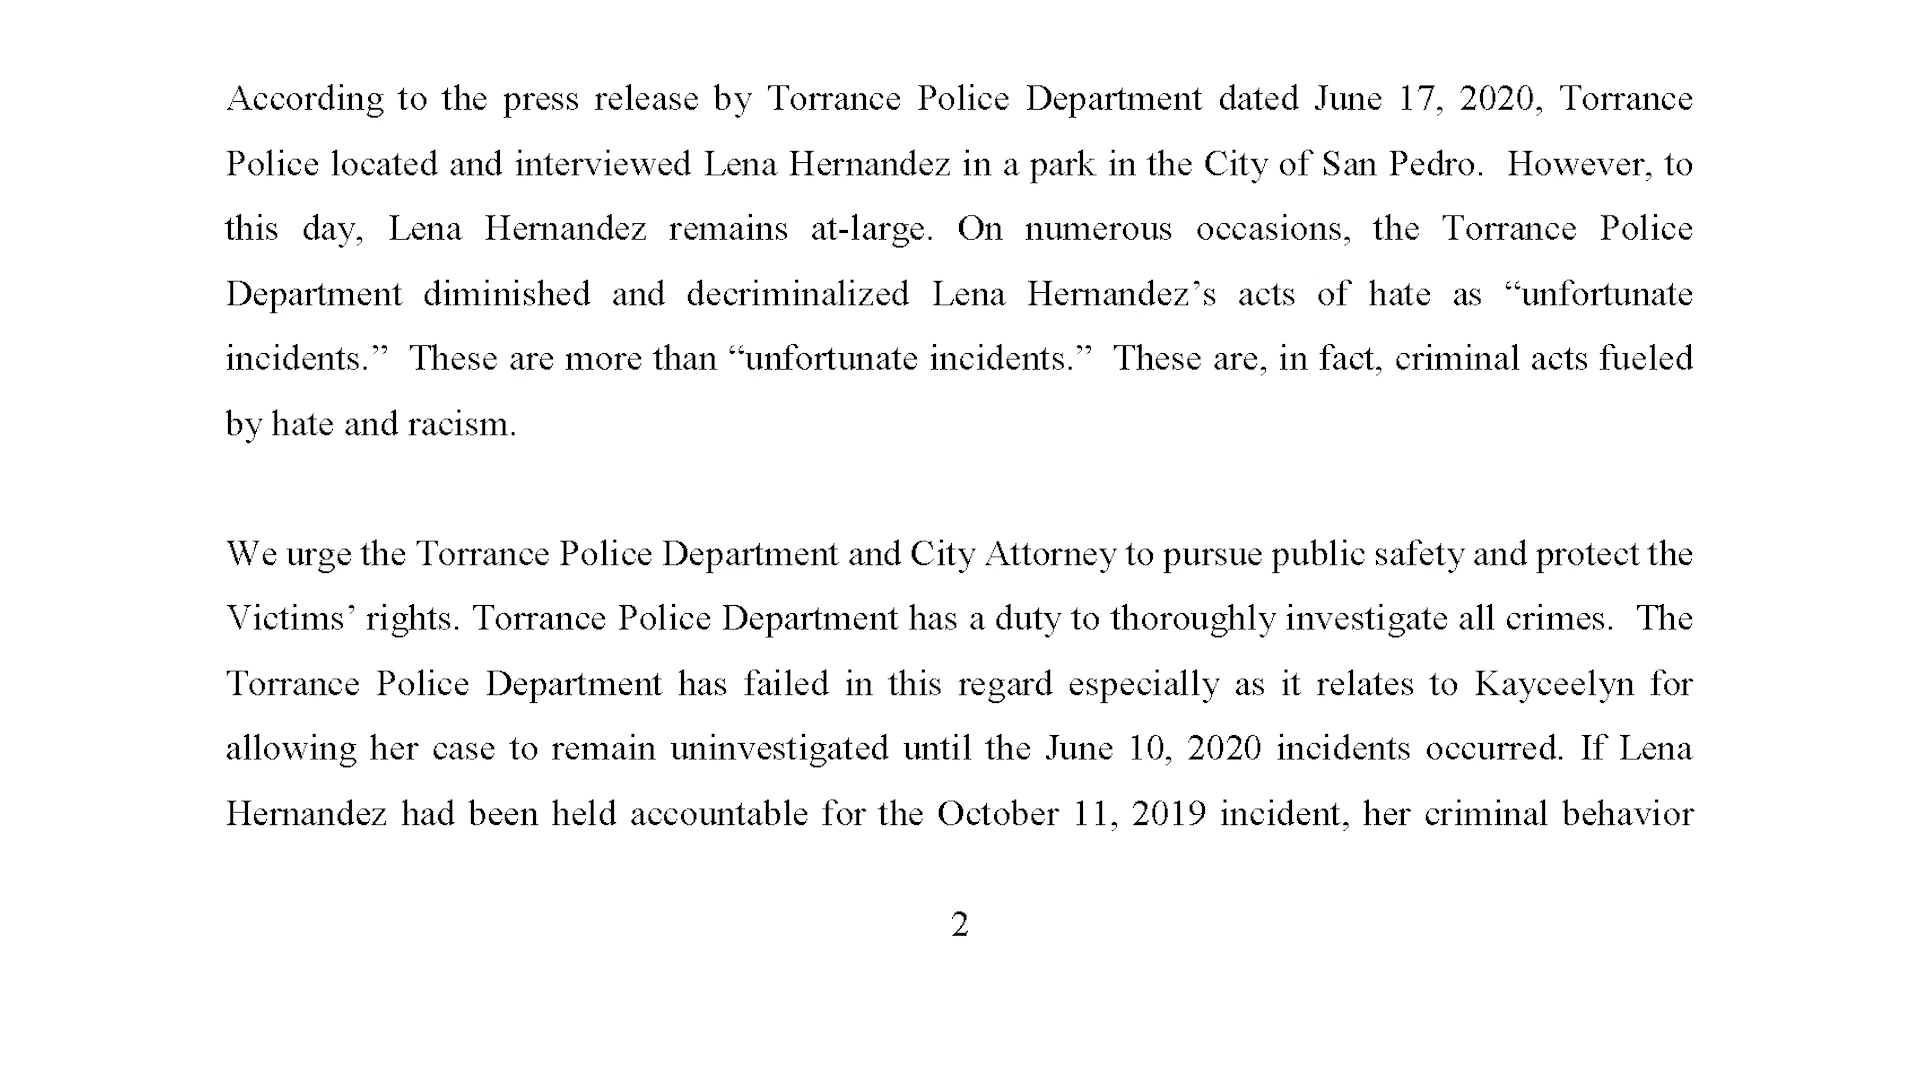 According to the press release by Torrance Police Department dated June 17, 2020, Torrance
Police located and interviewed Lena Hernandez in a park in the City of San Pedro.  However, to
this day, Lena Hernandez remains at-large. On numerous occasions, the Torrance Police
Department diminished and decriminalized Lena Hernandez’s acts of hate as “unfortunate
incidents.”  These are more than “unfortunate incidents.”  These are, in fact, criminal acts fueled
by hate and racism.
We urge the Torrance Police Department and City Attorney to pursue public safety and protect the
Victims’ rights. Torrance Police Department has a duty to thoroughly investigate all crimes.  The
Torrance Police Department has failed in this regard especially as it relates to Kayceelyn for
allowing her case to remain uninvestigated until the June 10, 2020 incidents occurred. If Lena
Hernandez had been held accountable for the October 11, 2019 incident, her criminal behavior
2